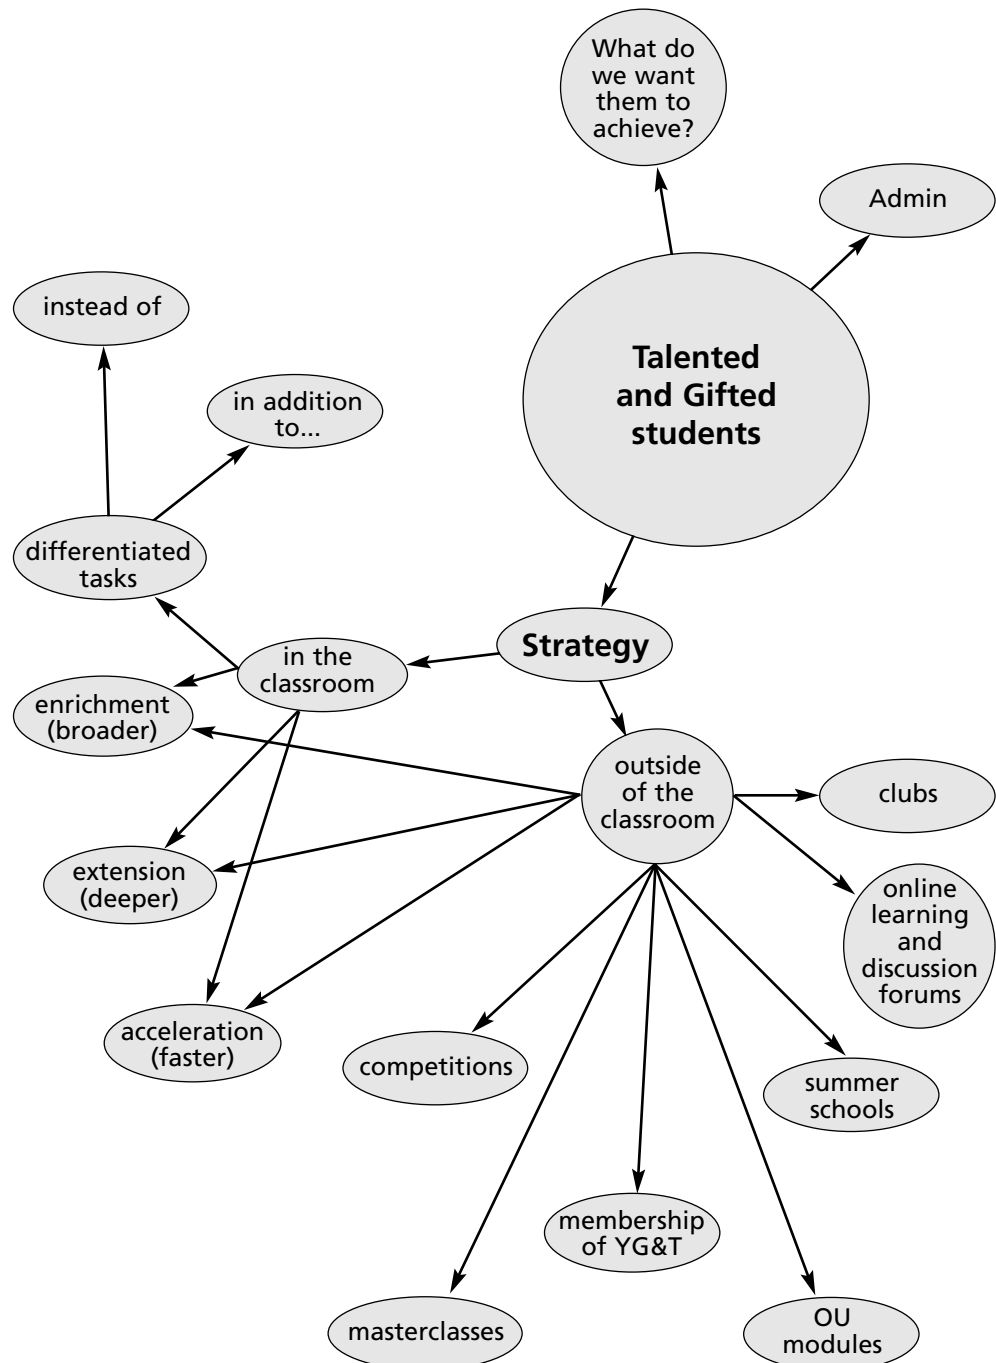 What do
we want
them to
achieve?
Admin
Talented
and Gifted
students
instead of
in addition
to...
differentiated
tasks
Strategy
in the
classroom
enrichment
(broader)
outside
of the
classroom
clubs
extension
(deeper)
online
learning
and
discussion
forums
acceleration
(faster)
competitions
summer
schools
membership
of YG&T
masterclasses
OU
modules